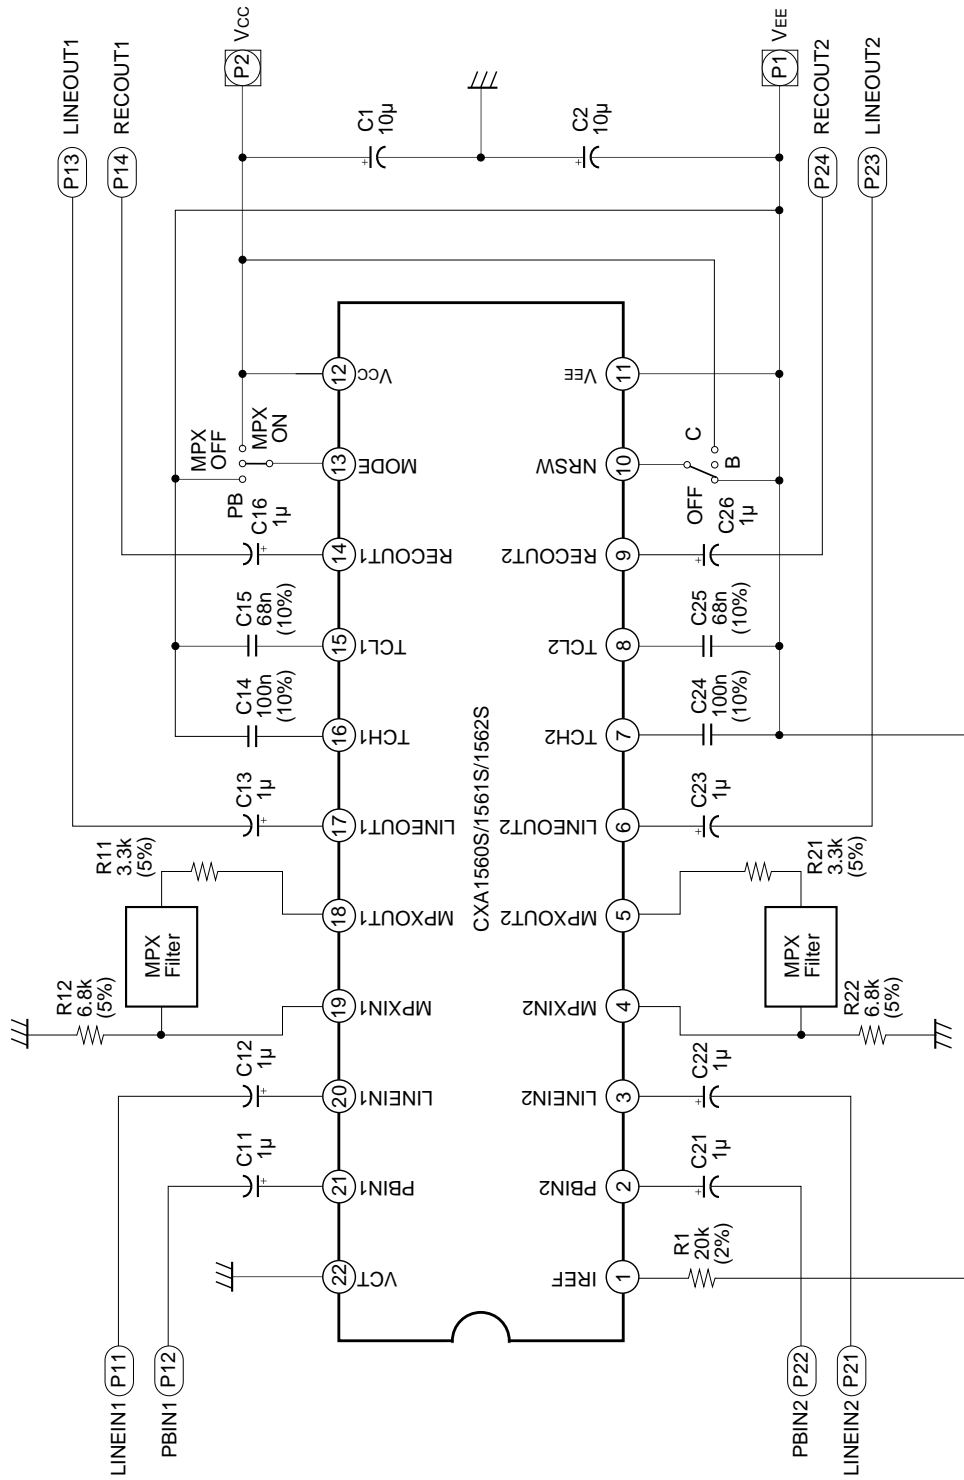 P13 LINEOUT1
P14 RECOUT1
P2 VCC
C1
10µ
C2
10µ
P1 VEE
P24 RECOUT2
P23 LINEOUT2
MPX
OFF
MPX
ON
PB
12
VCC
13
MODE
14
RECOUT1
15
TCL1
16
TCH1
17
LINEOUT1
18
MPXOUT1
19
MPXIN1
20
LINEIN1
21
PBIN1
22
VCT
C16
1µ
C15
68n
(10%)
C14
100n
(10%)
C13
1µ
R11
3.3k
(5%)
MPX
Filter
R12
6.8k
(5%)
C12
1µ
C11
1µ
CXA1560S/1561S/1562S
11
VEE
10
NRSW
9
RECOUT2
8
TCL2
7
TCH2
6
LINEOUT2
5
MPXOUT2
4
MPXIN2
3
LINEIN2
2
PBIN2
1
IREF
C
B
OFF
C26
1µ
C25
68n
(10%)
C24
100n
(10%)
C23
1µ
R21
3.3k
(5%)
MPX
Filter
R22
6.8k
(5%)
C22
1µ
C21
1µ
R1
20k
(2%)
LINEIN1 P11
PBIN1 P12
PBIN2 P22
LINEIN2 P21